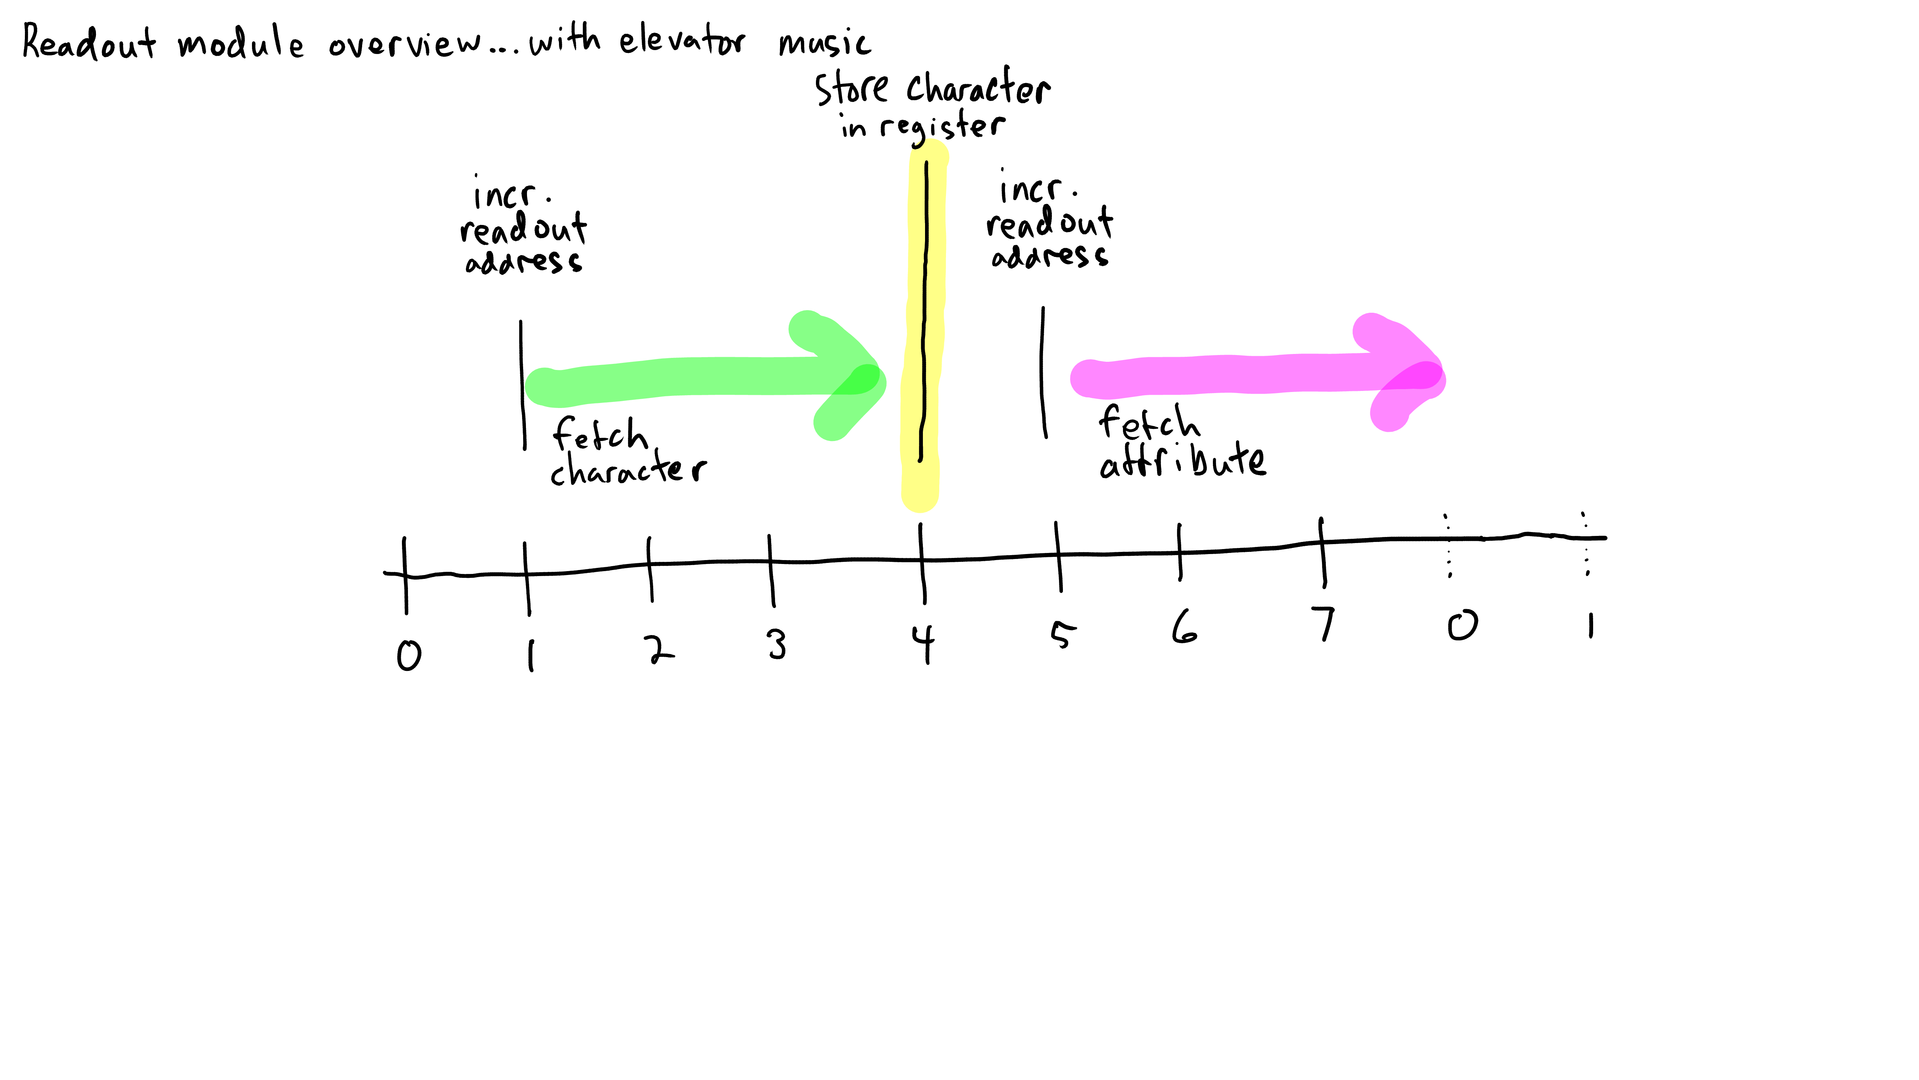 Readout module overview...with elevator music
Store character
in register
incr.
readout
address
incr.
readout
address
fetch
character
fetch
attribute
0 1 2 3 4 5 6 7 0 1